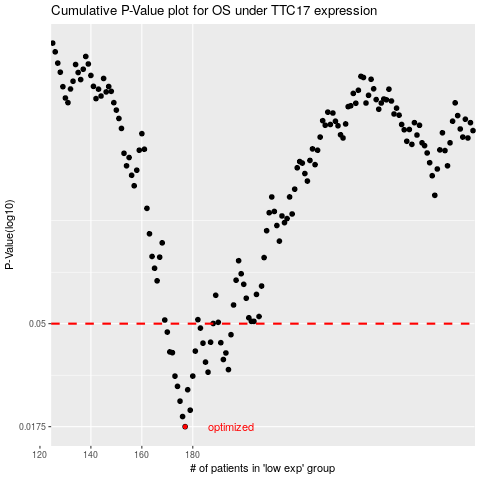 Cumulative P-Value plot for OS under TTC17 expression
P-Value(log10)
0.05
0.0175
optimized
120 140 160 180
# of patients in 'low exp' group